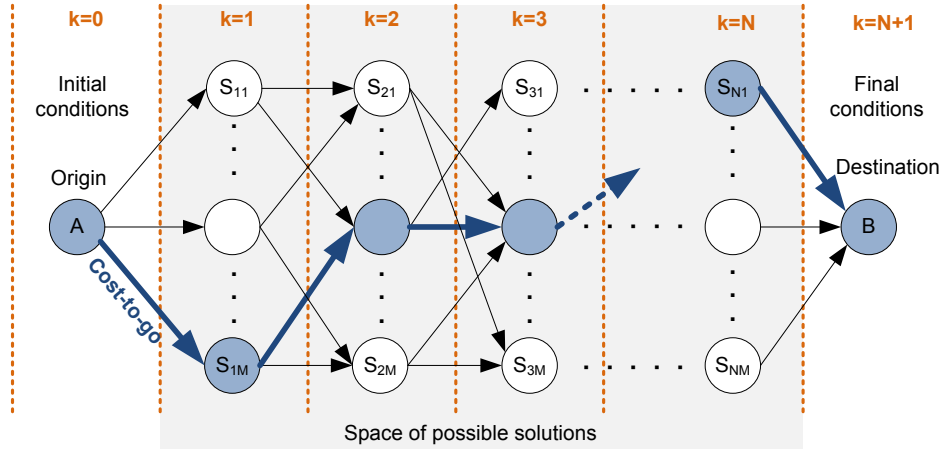 k=0 k=1 k=2 k=3 k=N k=N+1
Initial conditions
Final conditions
S11 S21 S31 . . . . . SN1
Origin
Destination
A
. . . . .
B
Cost-to-go
S1M S2M S3M . . . . . SNM
Space of possible solutions